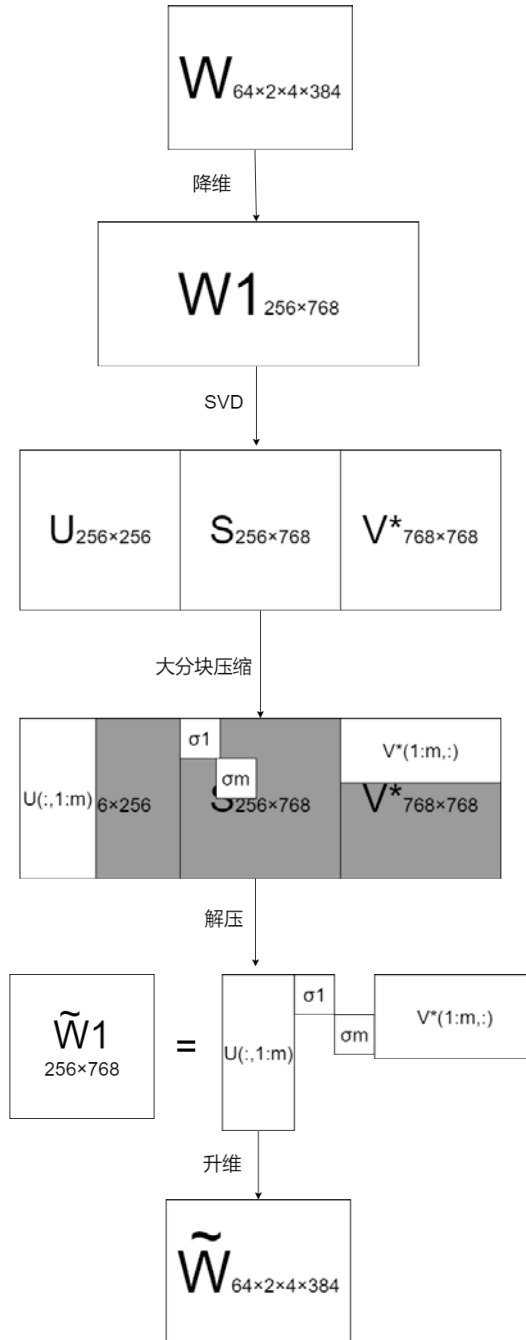 W64×2×4×384
降维
W1256×768
SVD
U256×256 S256×768 V*768×768
大分块压缩
σ1
V*(1:m,:)
σm
U(:,1:m) 6×256 S256×768 V*768×768
解压
W̃1
256×768
=
σ1
σm
V*(1:m,:)
U(:,1:m)
升维
W̃64×2×4×384